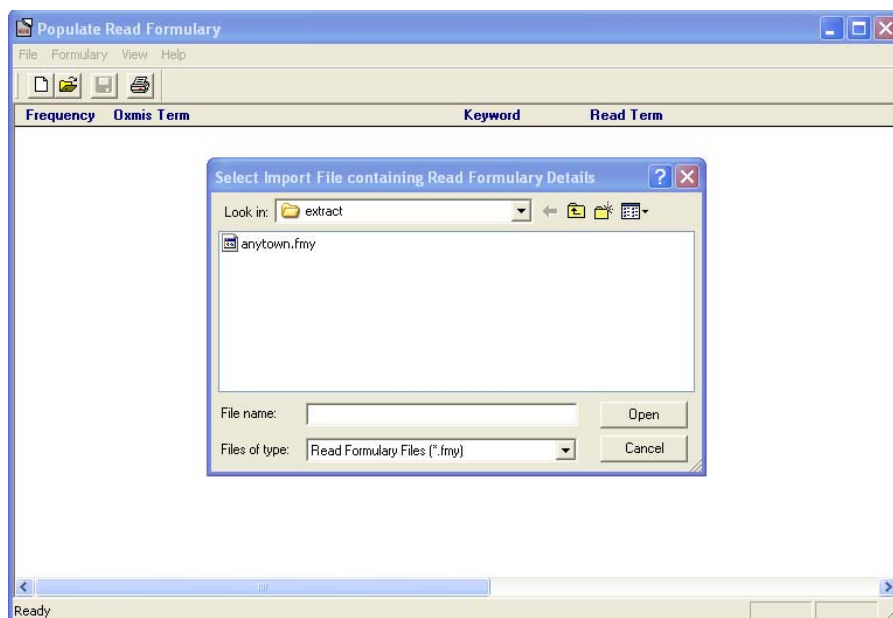 Populate Read Formulary
File Formulary View Help
Frequency Oxmis Term Keyword Read Term
Select Import File containing Read Formulary Details
Look in: extract
anytown.fmy
File name:
Open
Files of type: Read Formulary Files (*.fmy)
Cancel
Ready